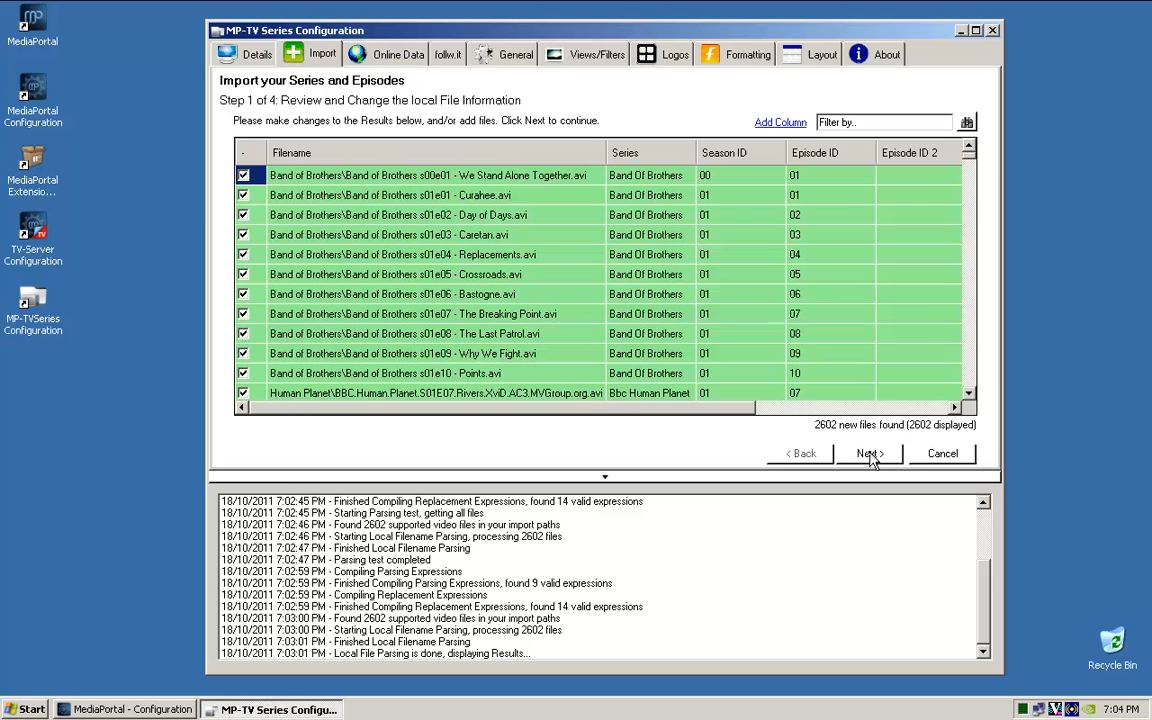 MP-TV Series Configuration
Details
Import
Online Data
follw.it
General
Views/Filters
Logos
Formatting
Layout
About
Import your Series and Episodes
Step 1 of 4: Review and Change the local File Information
Please make changes to the Results below, and/or add files. Click Next to continue.
Add Column
Filter by..
- Filename Series Season ID Episode ID Episode ID 2
Band of Brothers\Band of Brothers s00e01 - We Stand Alone Together.avi Band Of Brothers 00 01
Band of Brothers\Band of Brothers s01e01 - Curahee.avi Band Of Brothers 01 01
Band of Brothers\Band of Brothers s01e02 - Day of Days.avi Band Of Brothers 01 02
Band of Brothers\Band of Brothers s01e03 - Caretan.avi Band Of Brothers 01 03
Band of Brothers\Band of Brothers s01e04 - Replacements.avi Band Of Brothers 01 04
Band of Brothers\Band of Brothers s01e05 - Crossroads.avi Band Of Brothers 01 05
Band of Brothers\Band of Brothers s01e06 - Bastogne.avi Band Of Brothers 01 06
Band of Brothers\Band of Brothers s01e07 - The Breaking Point.avi Band Of Brothers 01 07
Band of Brothers\Band of Brothers s01e08 - The Last Patrol.avi Band Of Brothers 01 08
Band of Brothers\Band of Brothers s01e09 - Why We Fight.avi Band Of Brothers 01 09
Band of Brothers\Band of Brothers s01e10 - Points.avi Band Of Brothers 01 10
Human Planet\BBC.Human.Planet.S01E07.Rivers.XviD.AC3.MVGroup.org.avi Bbc Human Planet 01 07
2602 new files found (2602 displayed)
< Back
Next >
Cancel
18/10/2011 7:02:45 PM - Finished Compiling Replacement Expressions, found 14 valid expressions
18/10/2011 7:02:45 PM - Starting Parsing test, getting all files
18/10/2011 7:02:46 PM - Found 2602 supported video files in your import paths
18/10/2011 7:02:46 PM - Starting Local Filename Parsing, processing 2602 files
18/10/2011 7:02:47 PM - Finished Local Filename Parsing
18/10/2011 7:02:47 PM - Parsing test completed
18/10/2011 7:02:59 PM - Compiling Parsing Expressions
18/10/2011 7:02:59 PM - Finished Compiling Parsing Expressions, found 9 valid expressions
18/10/2011 7:02:59 PM - Compiling Replacement Expressions
18/10/2011 7:02:59 PM - Finished Compiling Replacement Expressions, found 14 valid expressions
18/10/2011 7:03:00 PM - Found 2602 supported video files in your import paths
18/10/2011 7:03:00 PM - Starting Local Filename Parsing, processing 2602 files
18/10/2011 7:03:01 PM - Finished Local Filename Parsing
18/10/2011 7:03:01 PM - Local File Parsing is done, displaying Results...
MediaPortal
MediaPortal
Configuration
MediaPortal
Extensio...
TV-Server
Configuration
MP-TVSeries
Configuration
Recycle Bin
Start
MediaPortal - Configuration
MP-TV Series Configu...
7:04 PM